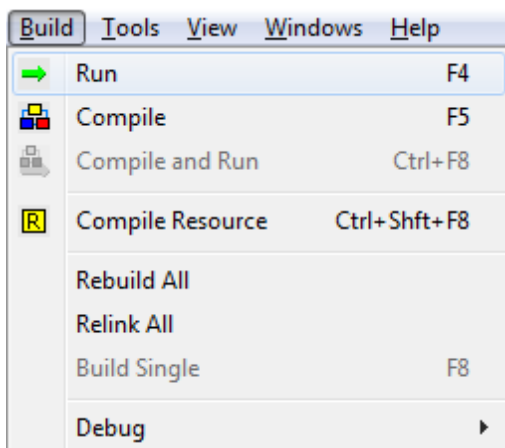 Build Tools View Windows Help
Run F4
Compile F5
Compile and Run Ctrl+F8
R Compile Resource Ctrl+Shft+F8
Rebuild All
Relink All
Build Single F8
Debug